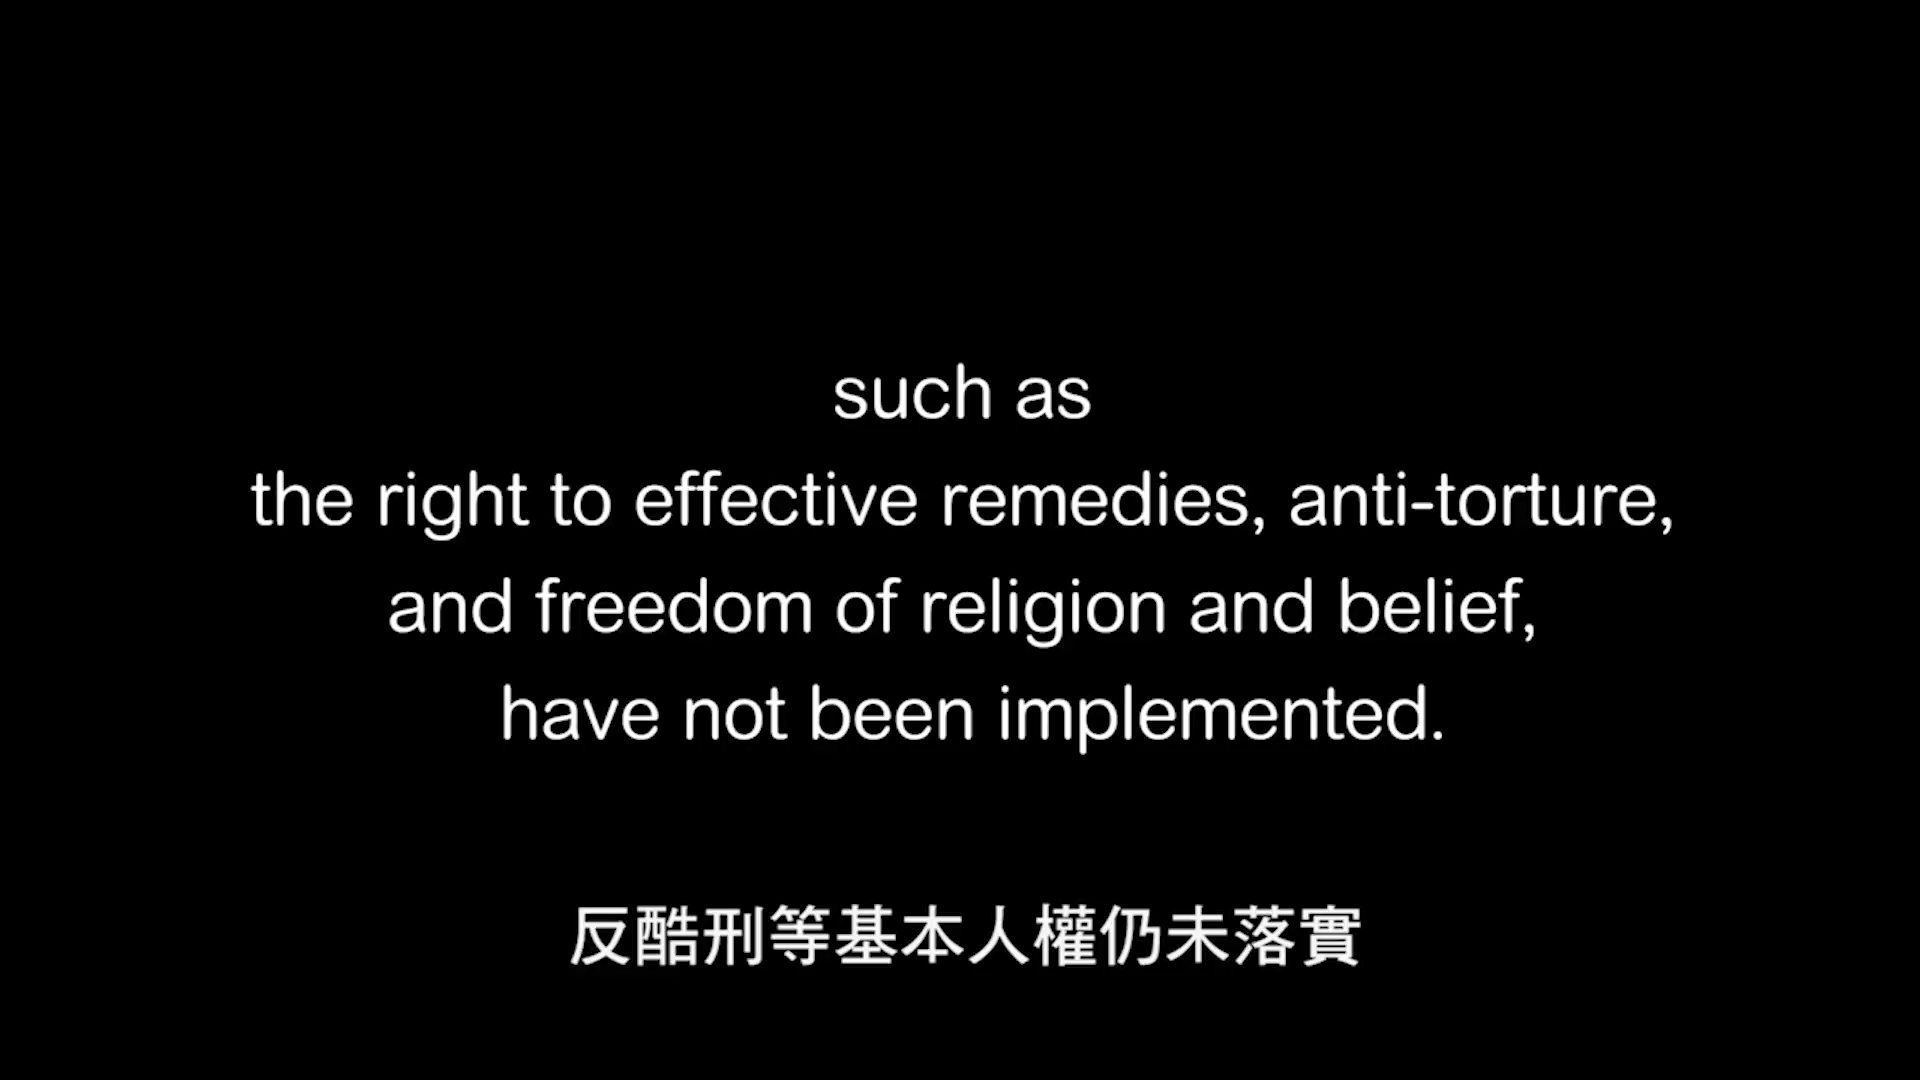 such as
the right to effective remedies, anti-torture,
and freedom of religion and belief,
have not been implemented.
反酷刑等基本人權仍未落實